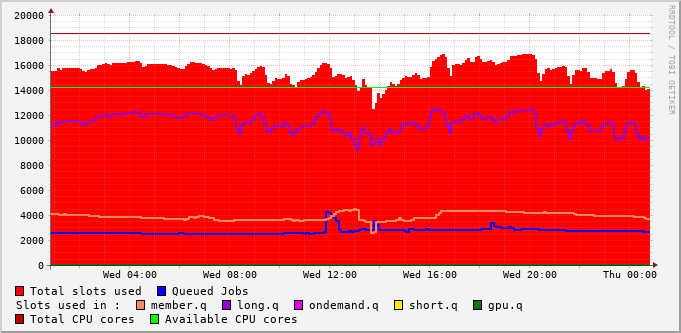 20000
18000
16000
14000
12000
10000
8000
6000
4000
2000
0
Wed 04:00 Wed 08:00 Wed 12:00 Wed 16:00 Wed 20:00 Thu 00:00
RRDTOOL / TOBI OETIKER
Total slots used Queued Jobs
Slots used in : member.q long.q ondemand.q short.q gpu.q
Total CPU cores Available CPU cores